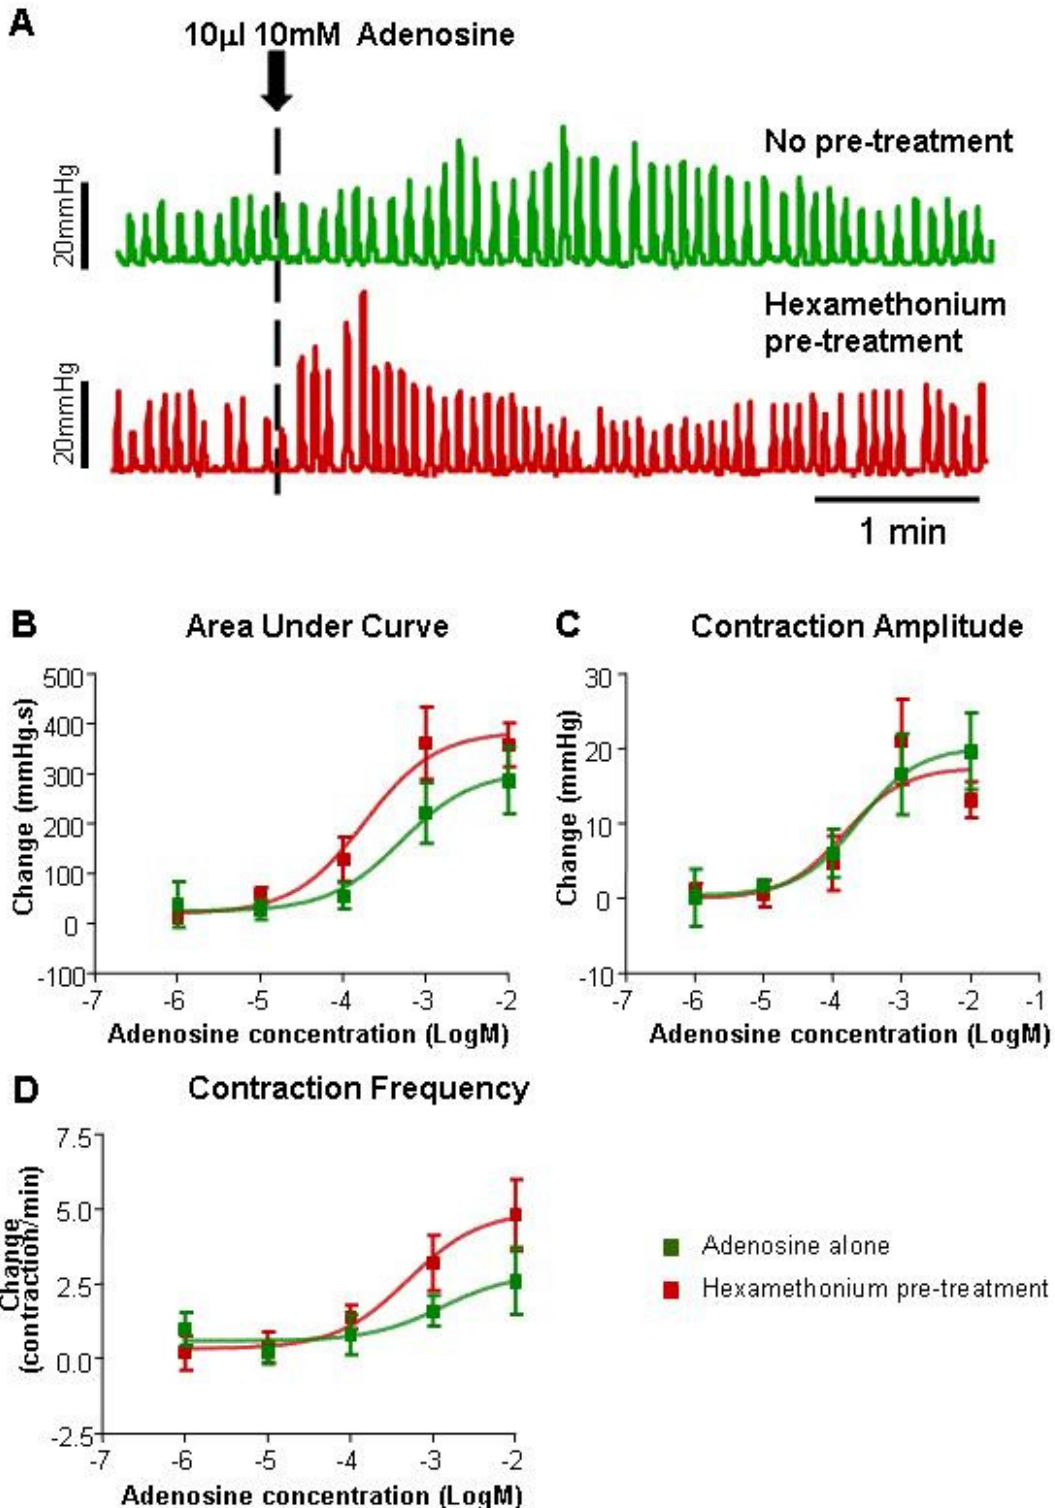 A
10µl 10mM Adenosine
No pre-treatment
20mmHg
Hexamethonium
pre-treatment
20mmHg
1 min
B
Area Under Curve
Change (mmHg.s)
500
400
300
200
100
0
-100
-7 -6 -5 -4 -3 -2
Adenosine concentration (LogM)
C
Contraction Amplitude
Change (mmHg)
30
20
10
0
-10
-7 -6 -5 -4 -3 -2 -1
Adenosine concentration (LogM)
D
Contraction Frequency
Change
(contraction/min)
7.5
5.0
2.5
0.0
-2.5
-7 -6 -5 -4 -3 -2
Adenosine concentration (LogM)
Adenosine alone
Hexamethonium pre-treatment